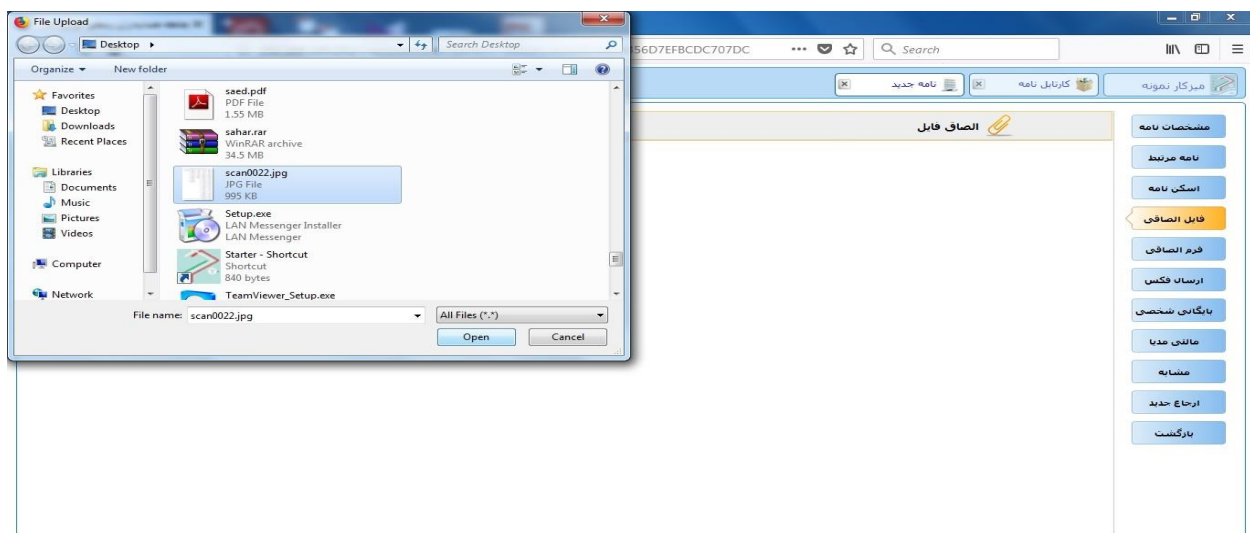 File Upload
Desktop
Search Desktop
56D7EFBCDC707DC
Search
Organize
New folder
Favorites
Desktop
Downloads
Recent Places
Libraries
Documents
Music
Pictures
Videos
Computer
Network
saed.pdf
PDF File
1.55 MB
sahar.rar
WinRAR archive
34.5 MB
scan0022.jpg
JPG File
995 KB
Setup.exe
LAN Messenger Installer
LAN Messenger
Starter - Shortcut
Shortcut
840 bytes
TeamViewer_Setup.exe
File name: scan0022.jpg
All Files (*.*)
Open
Cancel
میزکار نمونه
کارتابل نامه
نامه جدید
الصاق فایل
مشخصات نامه
نامه مرتبط
اسکن نامه
فایل الصاقی
فرم الصاقی
ارسال فکس
بایگانی شخصی
مالتی مدیا
مشابه
ارجاع جدید
بازگشت